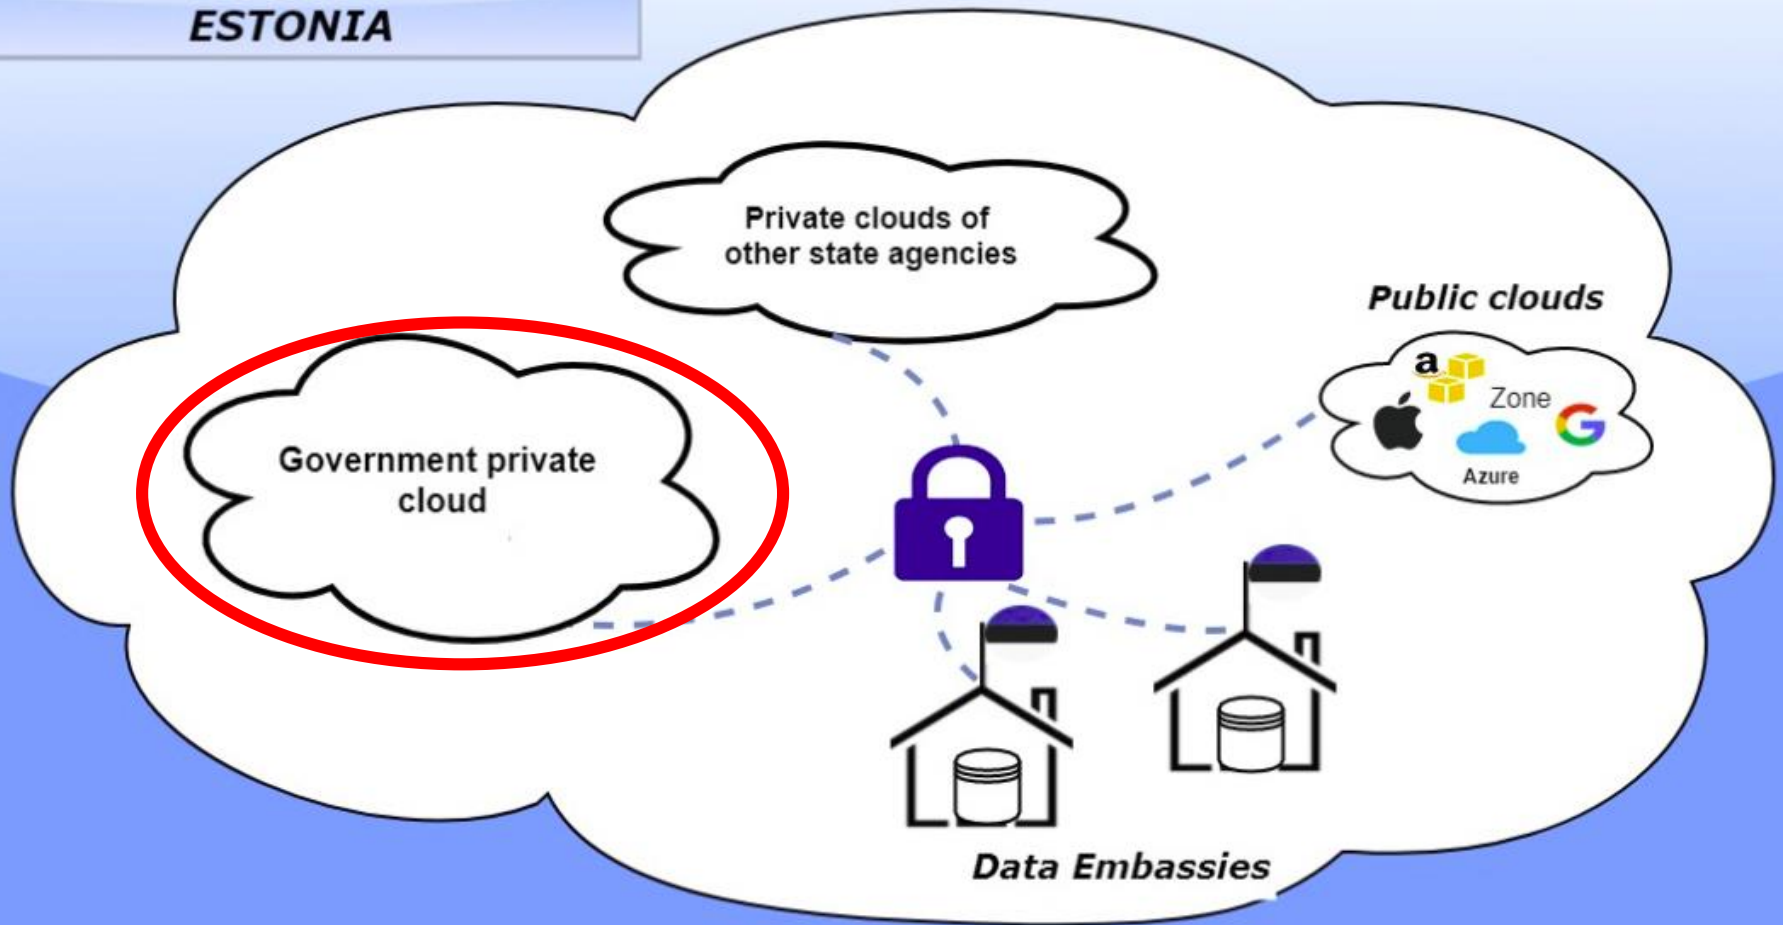 ESTONIA
Private clouds of
other state agencies
Public clouds
a
Zone
G
Azure
Government private
cloud
Data Embassies